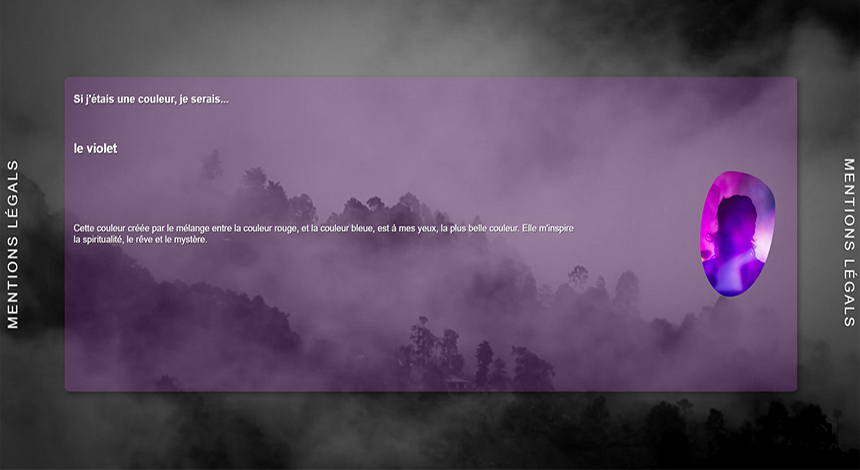 Si j'étais une couleur, je serais...
le violet
Cette couleur créée par le mélange entre la couleur rouge, et la couleur bleue, est à mes yeux, la plus belle couleur. Elle m'inspire
la spiritualité, le rêve et le mystère.
MENTIONS LÉGALS
MENTIONS LÉGALS